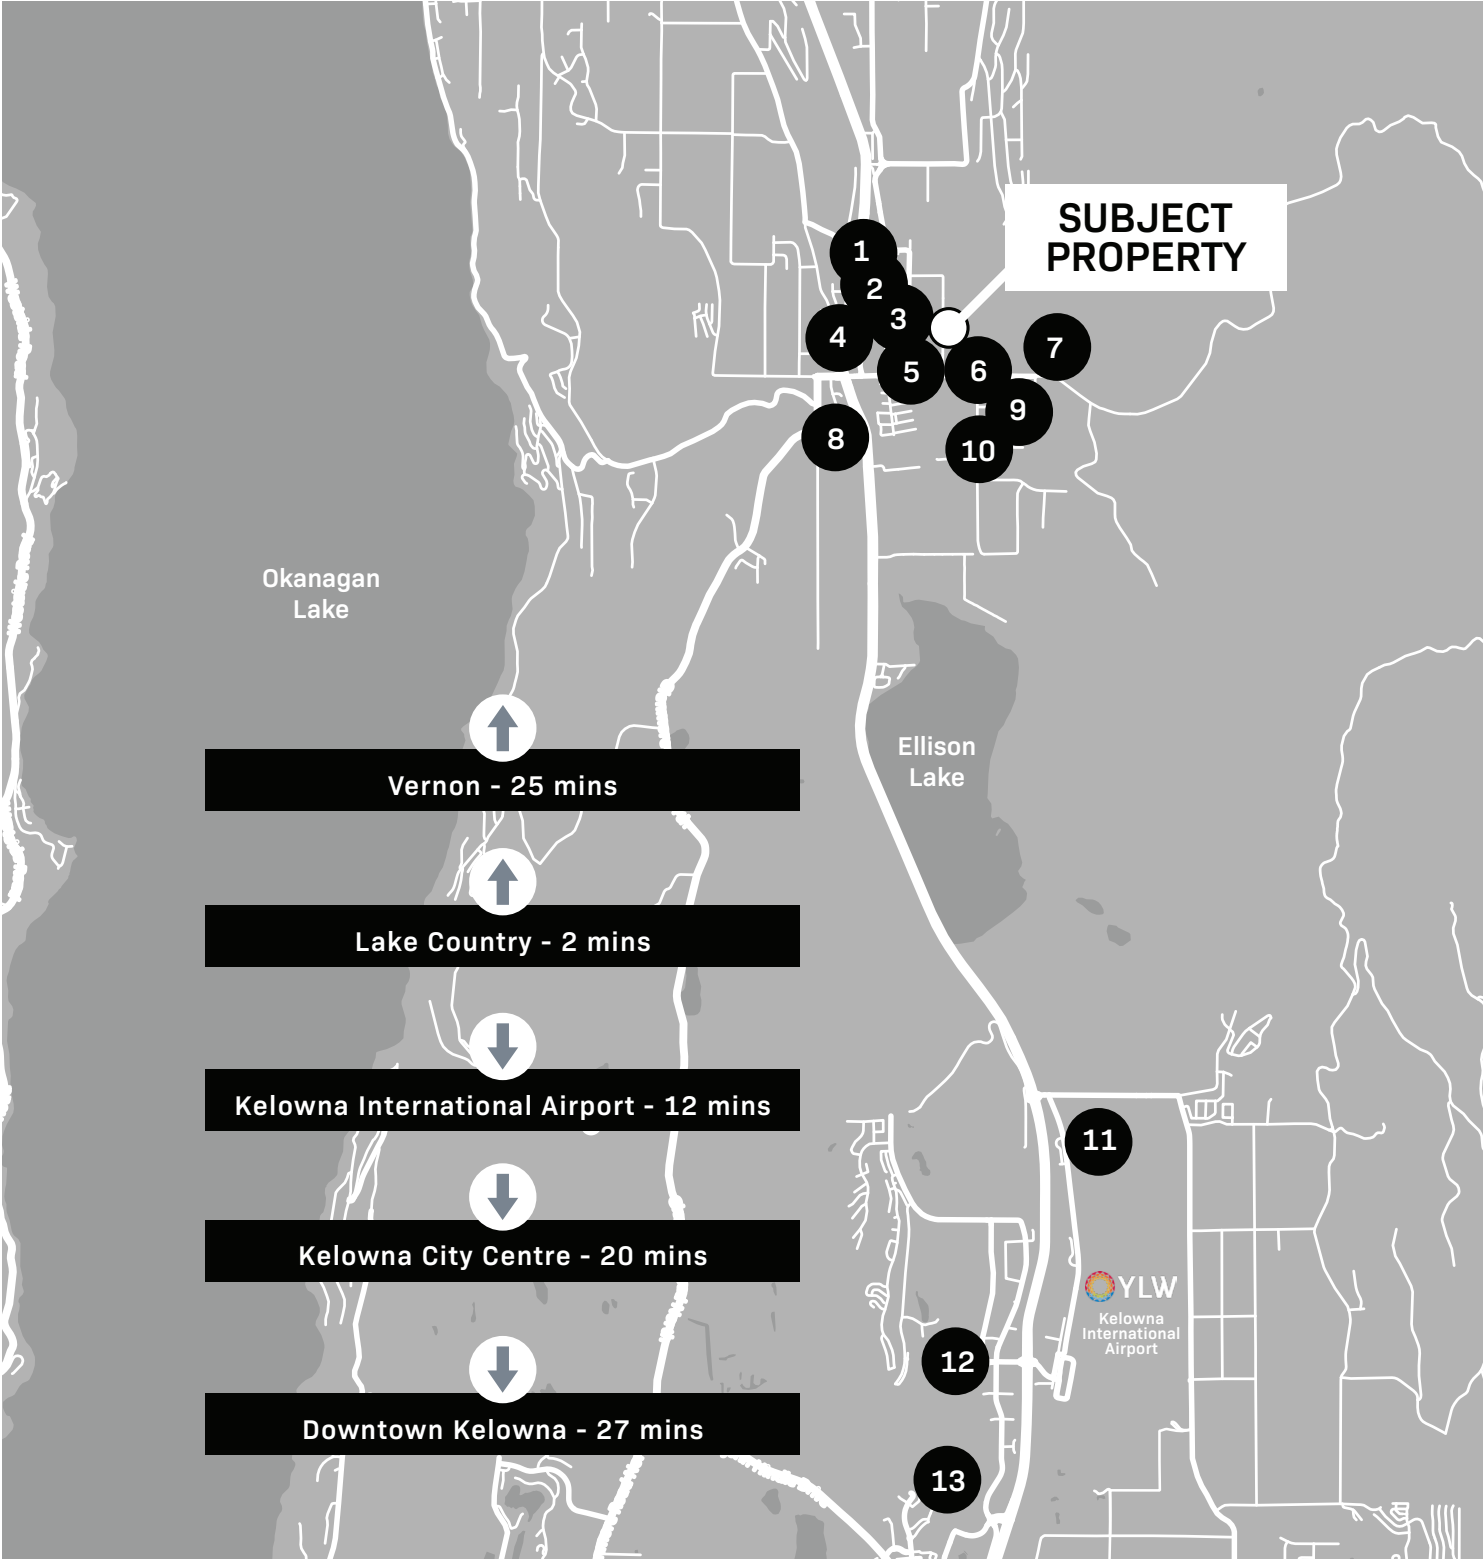 SUBJECT
PROPERTY
1
2
3
4
5
6
7
8
9
10
Okanagan
Lake
Ellison
Lake
Vernon - 25 mins
Lake Country - 2 mins
Kelowna International Airport - 12 mins
Kelowna City Centre - 20 mins
Downtown Kelowna - 27 mins
11
YLW
Kelowna
International
Airport
12
13